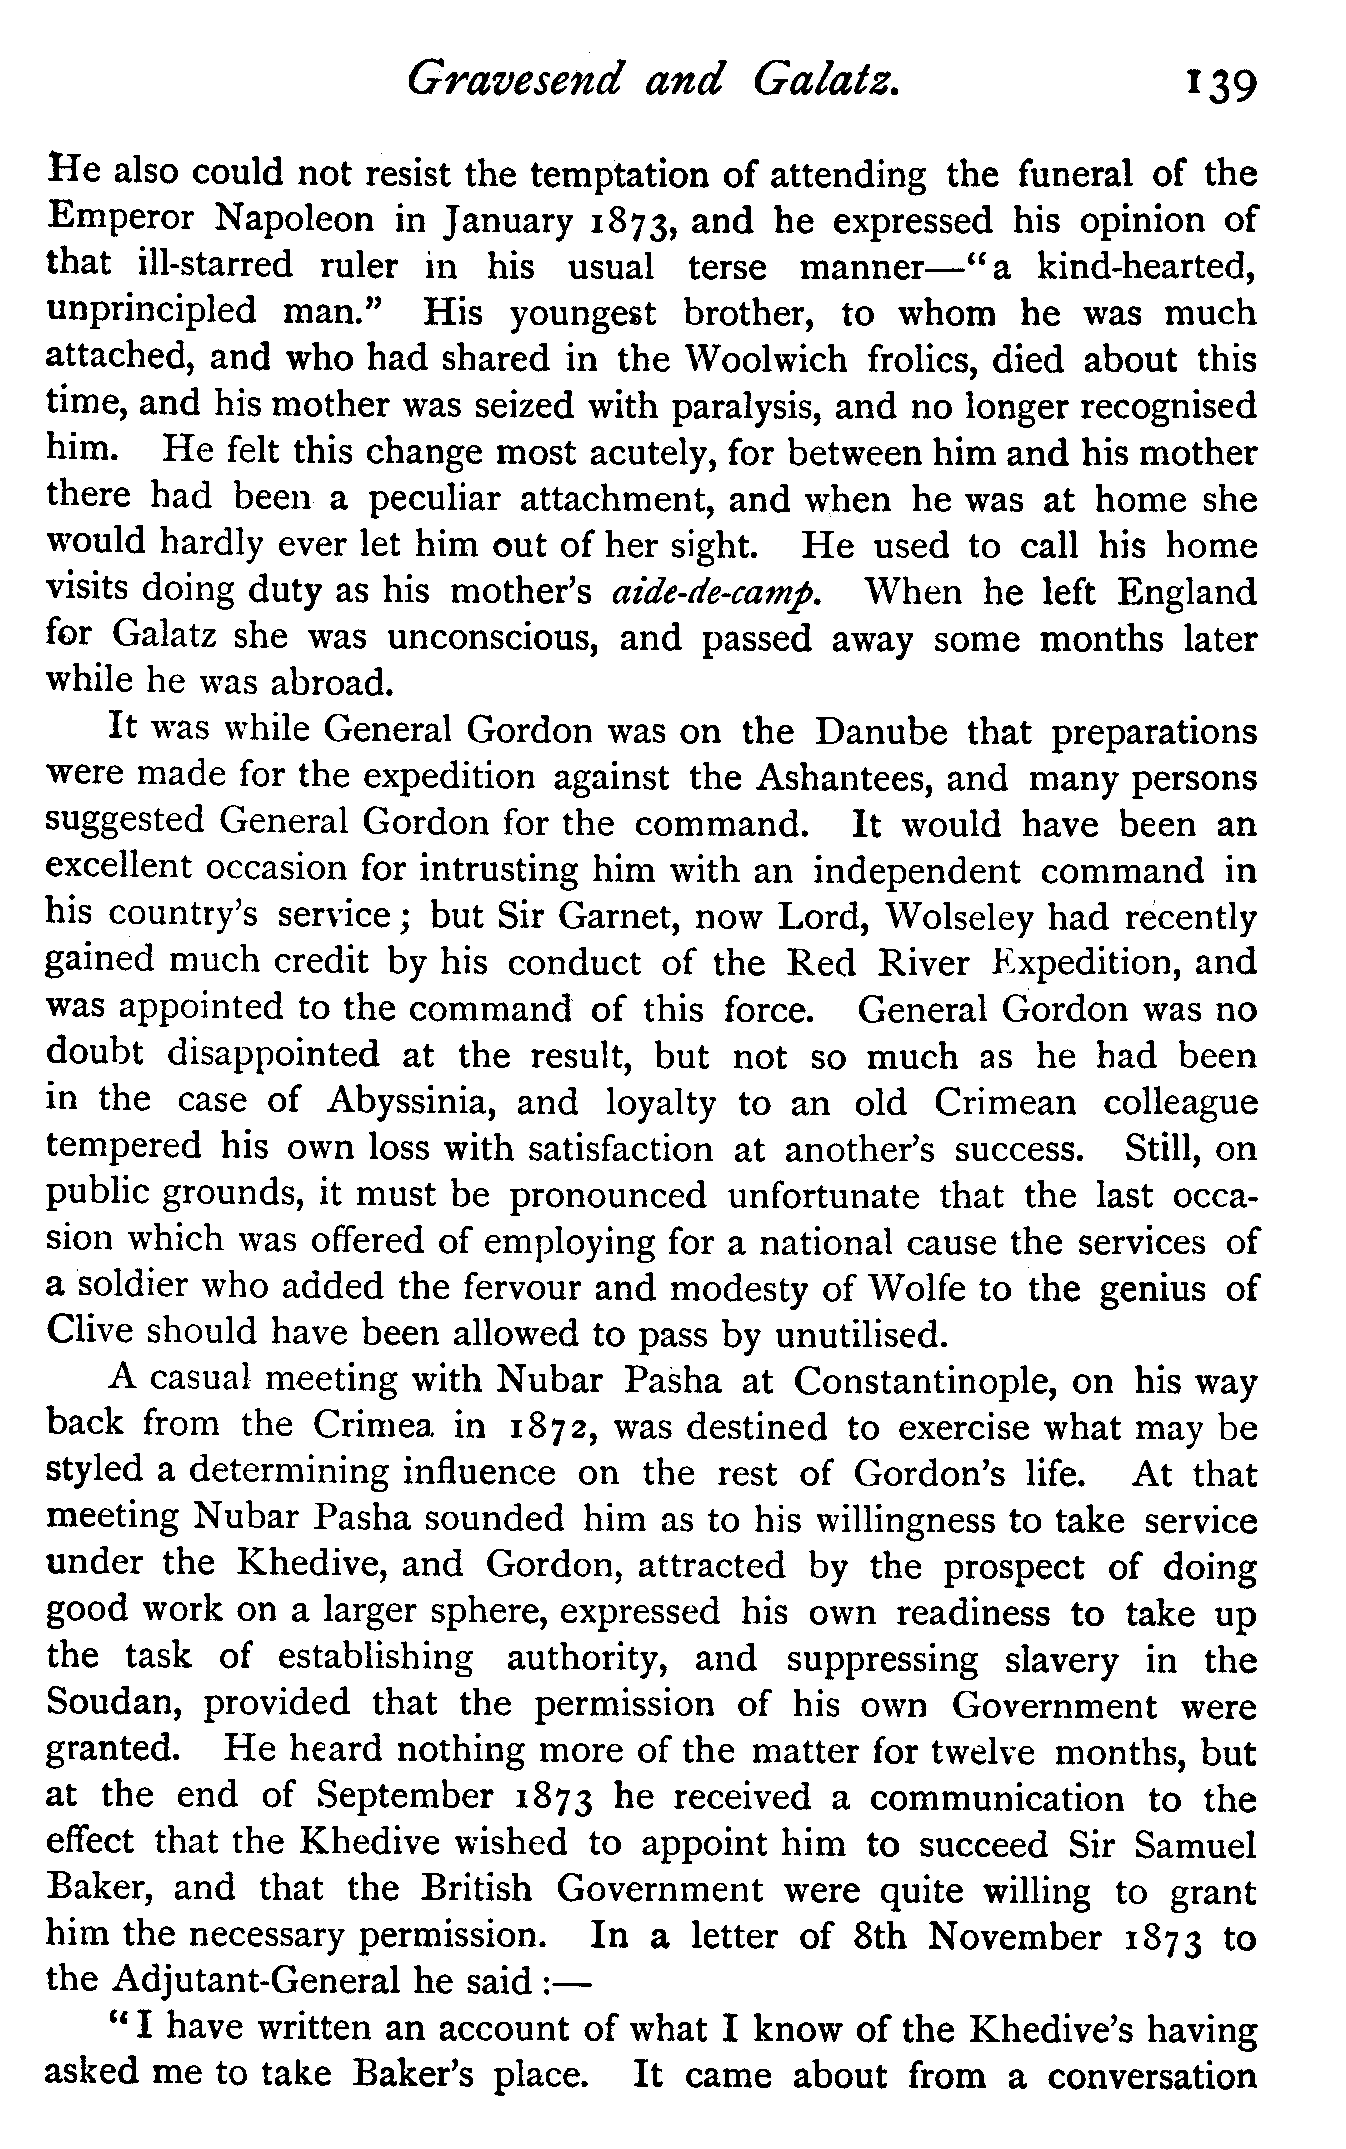 Gravesend and Galatz. 139
He also could not resist the temptation of attending the funeral of the
Emperor Napoleon in January 1873, and he expressed his opinion of
that ill-starred ruler in his usual terse manner—“a kind-hearted,
unprincipled man.” His youngest brother, to whom he was much
attached, and who had shared in the Woolwich frolics, died about this
time, and his mother was seized with paralysis, and no longer recognised
him. He felt this change most acutely, for between him and his mother
there had been a peculiar attachment, and when he was at home she
would hardly ever let him out of her sight. He used to call his home
visits doing duty as his mother’s aide-de-camp. When he left England
for Galatz she was unconscious, and passed away some months later
while he was abroad.
It was while General Gordon was on the Danube that preparations
were made for the expedition against the Ashantees, and many persons
suggested General Gordon for the command. It would have been an
excellent occasion for intrusting him with an independent command in
his country’s service; but Sir Garnet, now Lord, Wolseley had recently
gained much credit by his conduct of the Red River Expedition, and
was appointed to the command of this force. General Gordon was no
doubt disappointed at the result, but not so much as he had been
in the case of Abyssinia, and loyalty to an old Crimean colleague
tempered his own loss with satisfaction at another’s success. Still, on
public grounds, it must be pronounced unfortunate that the last occa-
sion which was offered of employing for a national cause the services of
a soldier who added the fervour and modesty of Wolfe to the genius of
Clive should have been allowed to pass by unutilised.
A casual meeting with Nubar Pasha at Constantinople, on his way
back from the Crimea in 1872, was destined to exercise what may be
styled a determining influence on the rest of Gordon’s life. At that
meeting Nubar Pasha sounded him as to his willingness to take service
under the Khedive, and Gordon, attracted by the prospect of doing
good work on a larger sphere, expressed his own readiness to take up
the task of establishing authority, and suppressing slavery in the
Soudan, provided that the permission of his own Government were
granted. He heard nothing more of the matter for twelve months, but
at the end of September 1873 he received a communication to the
effect that the Khedive wished to appoint him to succeed Sir Samuel
Baker, and that the British Government were quite willing to grant
him the necessary permission. In a letter of 8th November 1873 to
the Adjutant-General he said:—
“I have written an account of what I know of the Khedive’s having
asked me to take Baker’s place. It came about from a conversation